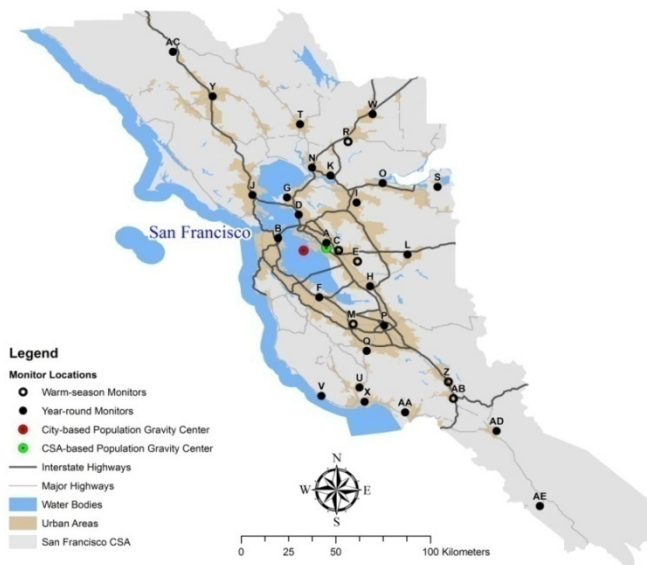 AC
Y
W
T
R
N
K
O
S
J
G
I
D
B
A
C
L
E
San Francisco
H
F
M
P
Q
Z
U
AB
V
X
AA
AD
AE
Legend
Monitor Locations
Warm-season Monitors
Year-round Monitors
City-based Population Gravity Center
CSA-based Population Gravity Center
Interstate Highways
Major Highways
Water Bodies
Urban Areas
San Francisco CSA
N
W
E
S
0 25 50 100 Kilometers